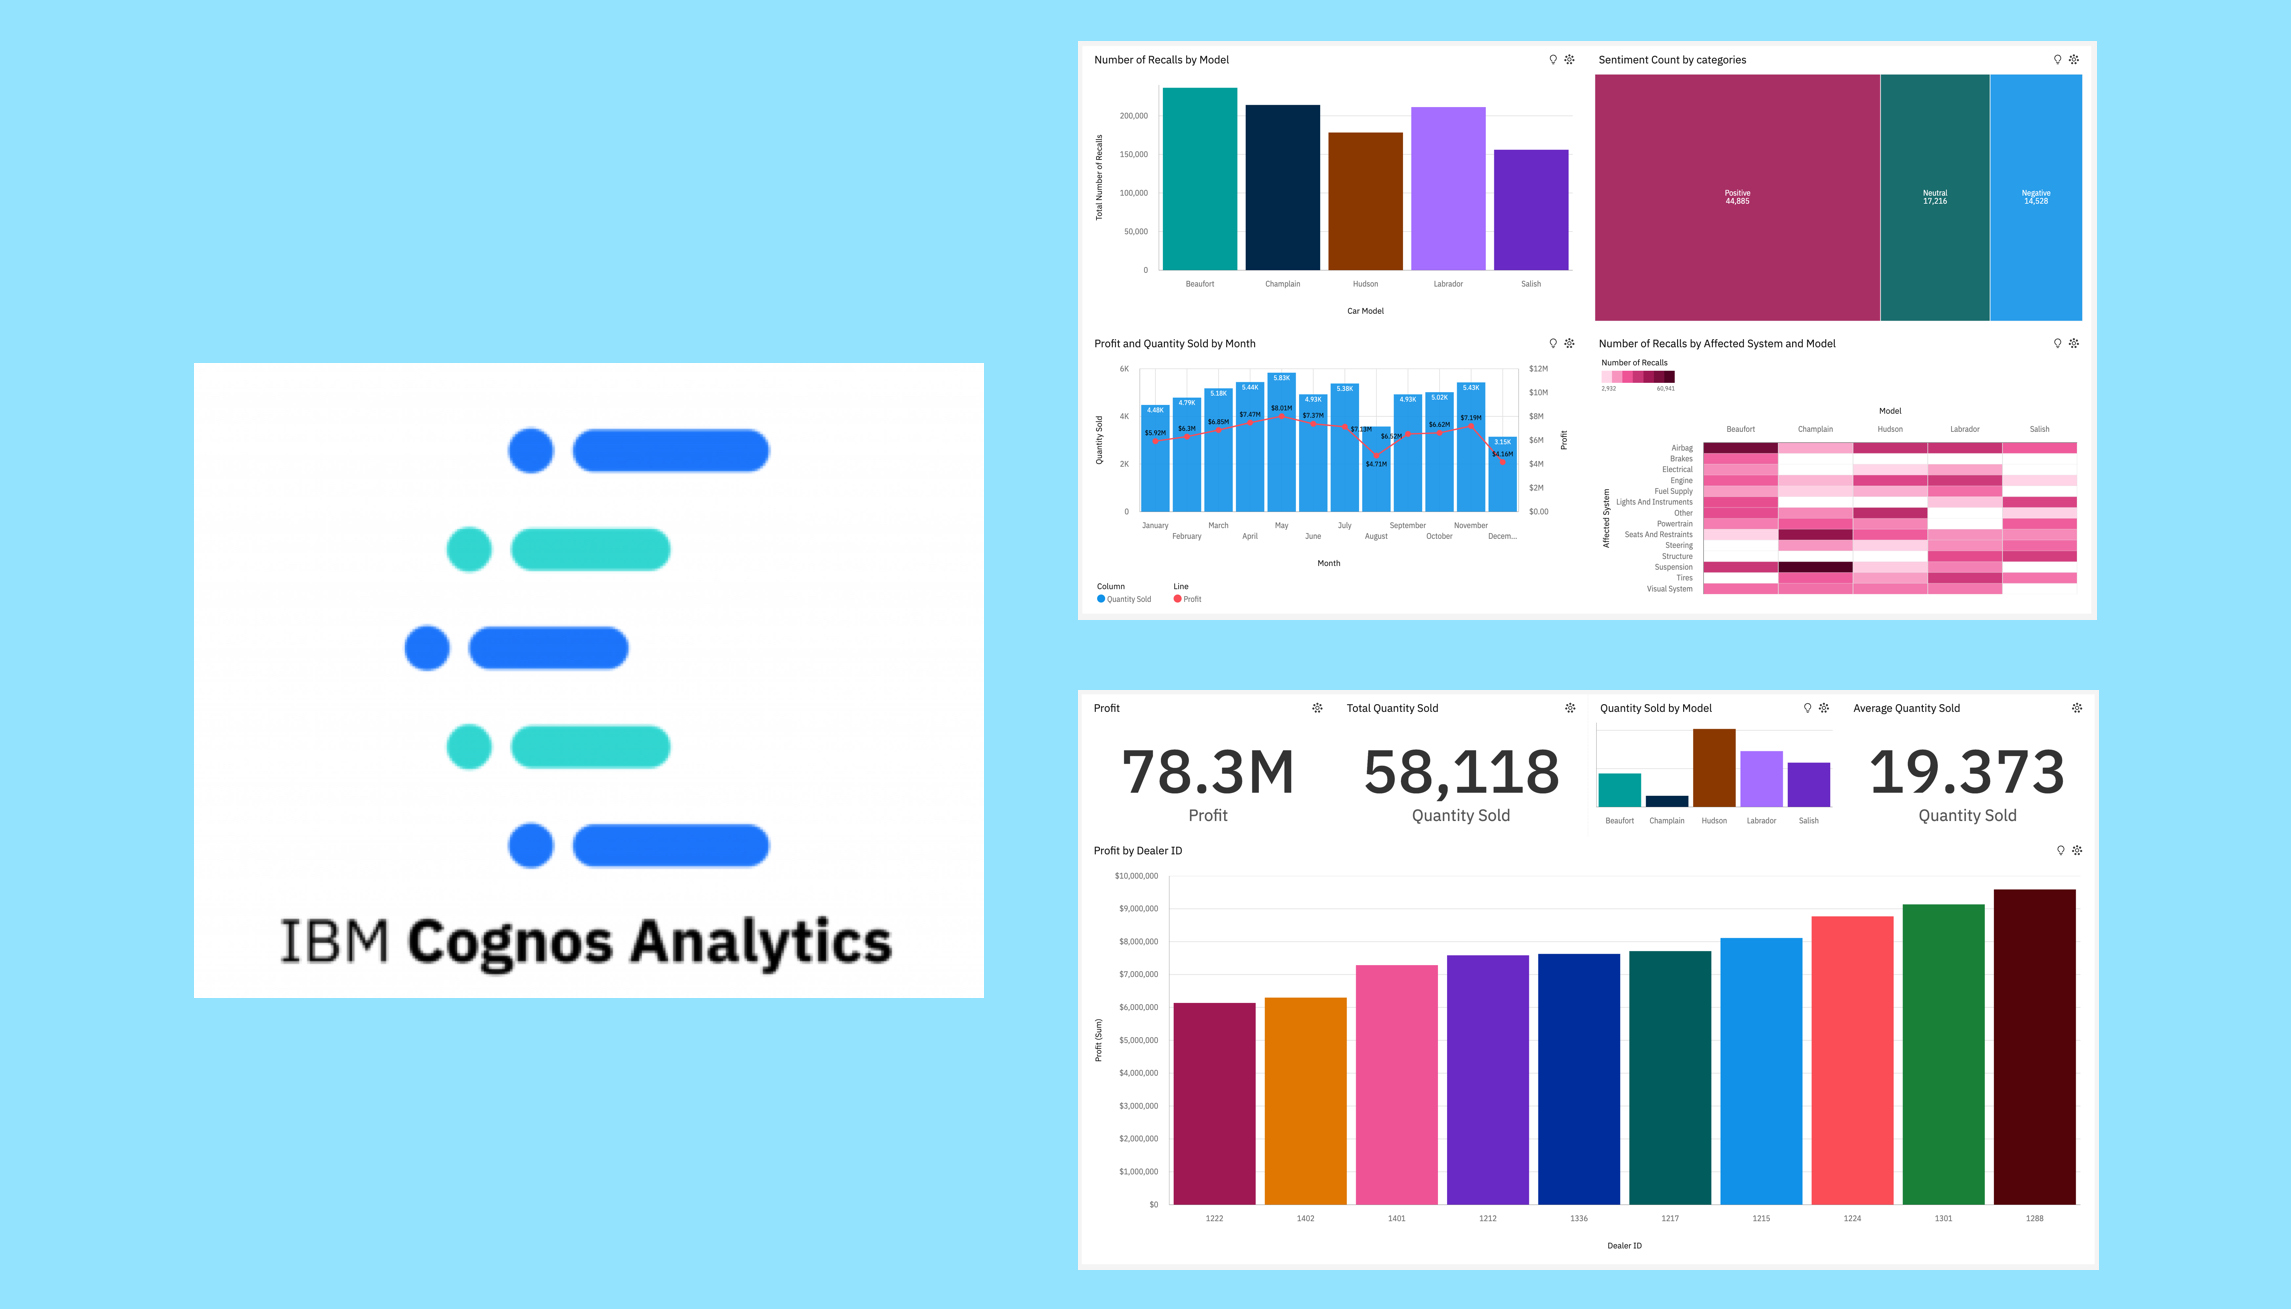 IBM Cognos Analytics
Number of Recalls by Model
Total Number of Recalls
200,000
150,000
100,000
50,000
0
Beaufort Champlain Hudson Labrador Salish
Car Model
Sentiment Count by categories
Positive
44,885
Neutral
17,216
Negative
14,528
Profit and Quantity Sold by Month
Quantity Sold
6K
4K
2K
0
4.48K 4.79K 5.18K 5.44K 5.83K 4.93K 5.38K 4.93K 5.02K 5.43K 3.15K
$5.92M $6.3M $6.85M $7.47M $8.01M $7.37M $7.13M $4.71M $6.52M $6.62M $7.19M $4.16M
$12M
$10M
$8M
$6M
$4M
$2M
$0.00
Profit
January March May July September November
February April June August October Decem...
Month
Column Line
Quantity Sold Profit
Number of Recalls by Affected System and Model
Number of Recalls
2,932 60,941
Model
Beaufort Champlain Hudson Labrador Salish
Affected System
Airbag
Brakes
Electrical
Engine
Fuel Supply
Lights And Instruments
Other
Powertrain
Seats And Restraints
Steering
Structure
Suspension
Tires
Visual System
Profit
78.3M
Profit
Total Quantity Sold
58,118
Quantity Sold
Quantity Sold by Model
Beaufort Champlain Hudson Labrador Salish
Average Quantity Sold
19.373
Quantity Sold
Profit by Dealer ID
Profit (Sum)
$10,000,000
$9,000,000
$8,000,000
$7,000,000
$6,000,000
$5,000,000
$4,000,000
$3,000,000
$2,000,000
$1,000,000
$0
1222 1402 1401 1212 1336 1217 1215 1224 1301 1288
Dealer ID